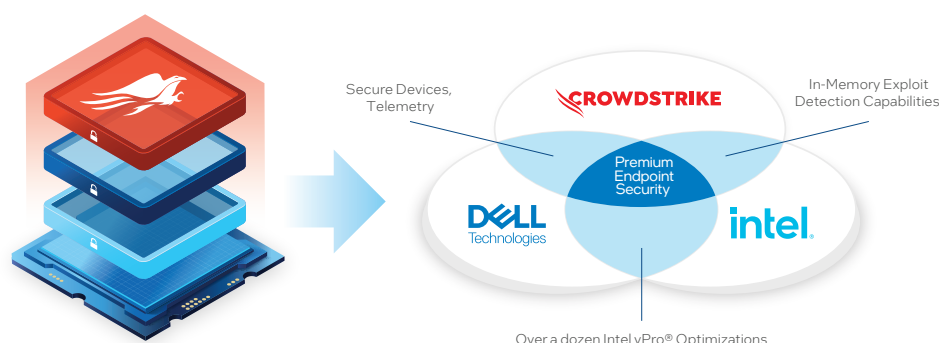 Secure Devices,
Telemetry
CROWDSTRIKE
In-Memory Exploit
Detection Capabilities
Premium
Endpoint
Security
DELL
Technologies
intel.
Over a dozen Intel vPro® Optimizations